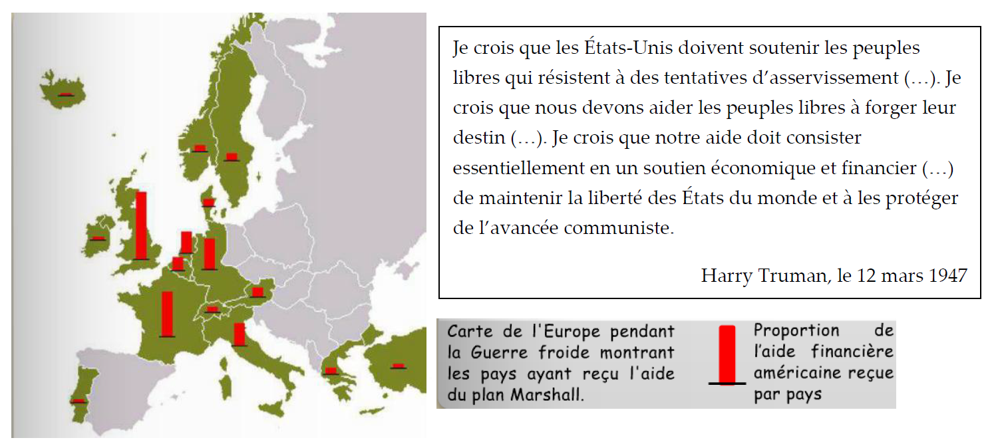 Je crois que les États-Unis doivent soutenir les peuples
libres qui résistent à des tentatives d’asservissement (…). Je
crois que nous devons aider les peuples libres à forger leur
destin (…). Je crois que notre aide doit consister
essentiellement en un soutien économique et financier (…)
de maintenir la liberté des États du monde et à les protéger
de l’avancée communiste.
Harry Truman, le 12 mars 1947
Carte de l'Europe pendant
la Guerre froide montrant
les pays ayant reçu l'aide
du plan Marshall.
Proportion de
l’aide financière
américaine reçue
par pays